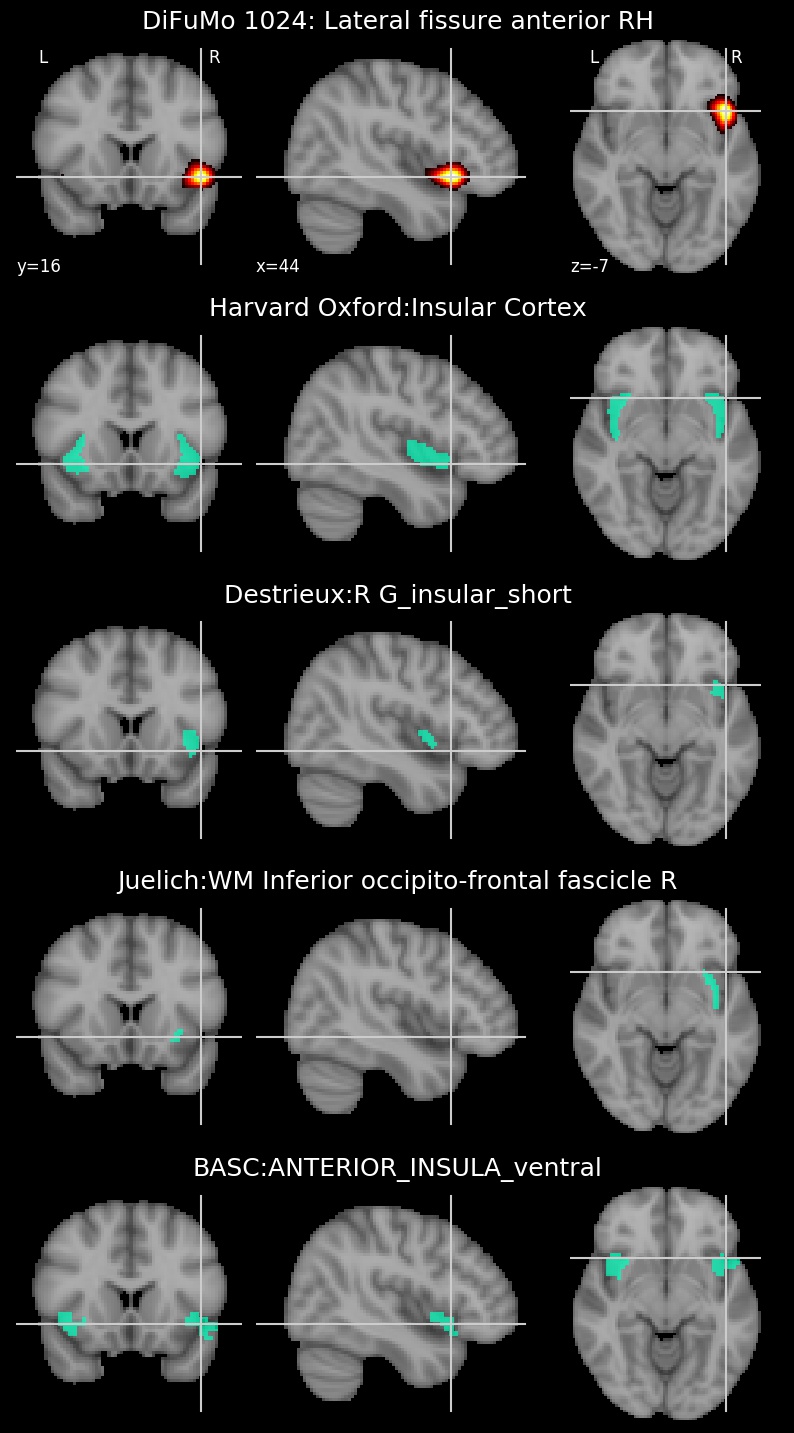 DiFuMo 1024: Lateral fissure anterior RH
L R L R
y=16 x=44 z=-7
Harvard Oxford:Insular Cortex
Destrieux:R G_insular_short
Juelich:WM Inferior occipito-frontal fascicle R
BASC:ANTERIOR_INSULA_ventral